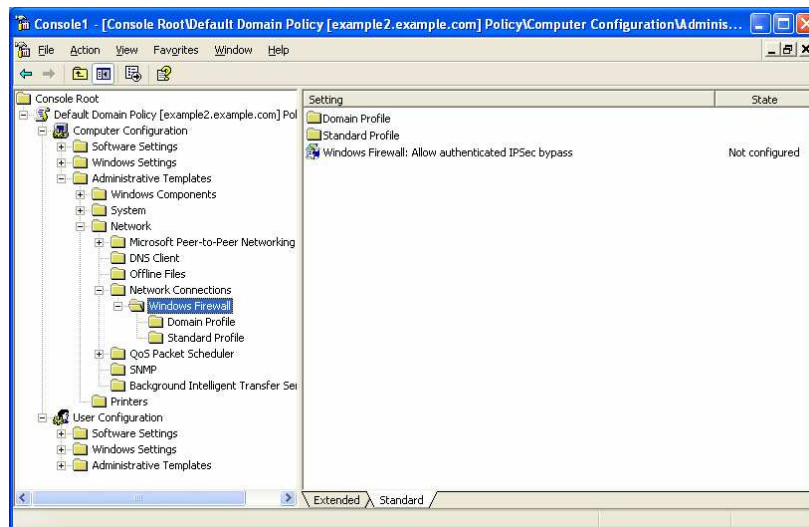 Console1 - [Console Root\Default Domain Policy [example2.example.com] Policy\Computer Configuration\Adminis...
File Action View Favorites Window Help
Console Root
Default Domain Policy [example2.example.com] Pol
Computer Configuration
Software Settings
Windows Settings
Administrative Templates
Windows Components
System
Network
Microsoft Peer-to-Peer Networking
DNS Client
Offline Files
Network Connections
Windows Firewall
Domain Profile
Standard Profile
QoS Packet Scheduler
SNMP
Background Intelligent Transfer Ser
Printers
User Configuration
Software Settings
Windows Settings
Administrative Templates
Setting State
Domain Profile
Standard Profile
Windows Firewall: Allow authenticated IPSec bypass Not configured
Extended Standard